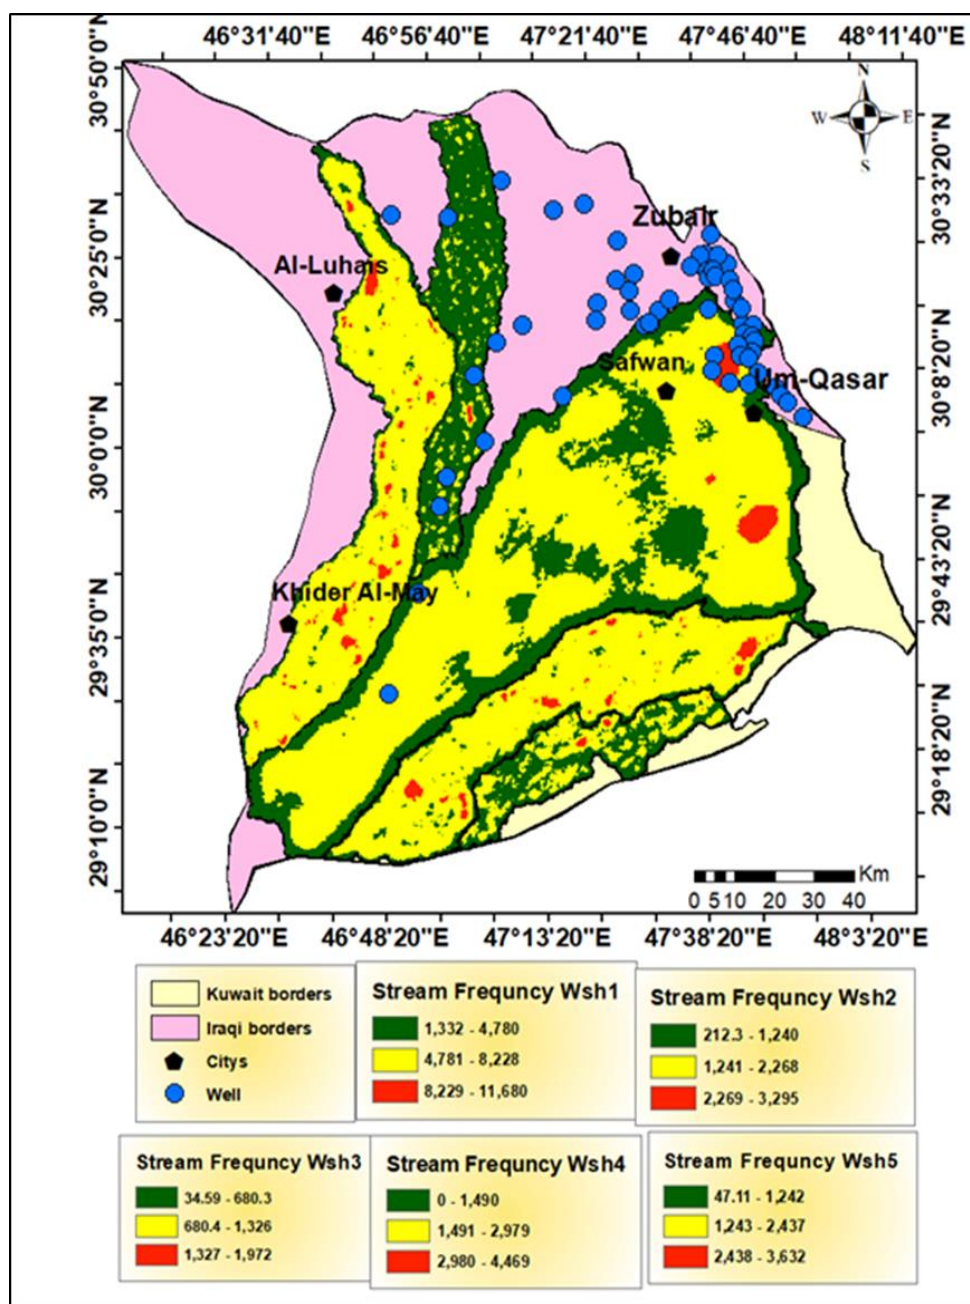 46°31'40"E 46°56'40"E 47°21'40"E 47°46'40"E 48°11'40"E
30°50'0"N
N
W E
S
30°33'20"N
Zubair
30°25'0"N
Al-Luhais
30°8'20"N
Safwan
Um-Qasar
30°0'0"N
29°43'20"N
Khider Al-May
29°35'0"N
29°18'20"N
29°10'0"N
Km
0 5 10 20 30 40
46°23'20"E 46°48'20"E 47°13'20"E 47°38'20"E 48°3'20"E
Kuwait borders
Iraqi borders
Citys
Well
Stream Frequncy Wsh1
1,332 - 4,780
4,781 - 8,228
8,229 - 11,680
Stream Frequncy Wsh2
212.3 - 1,240
1,241 - 2,268
2,269 - 3,295
Stream Frequncy Wsh3
34.59 - 680.3
680.4 - 1,326
1,327 - 1,972
Stream Frequncy Wsh4
0 - 1,490
1,491 - 2,979
2,980 - 4,469
Stream Frequncy Wsh5
47.11 - 1,242
1,243 - 2,437
2,438 - 3,632